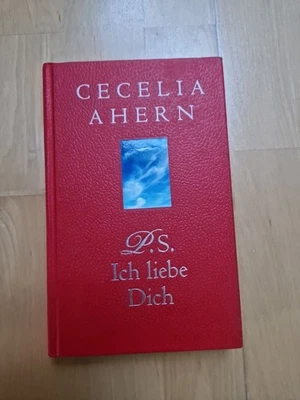 CECELIA
AHERN
P.S.
Ich liebe
Dich